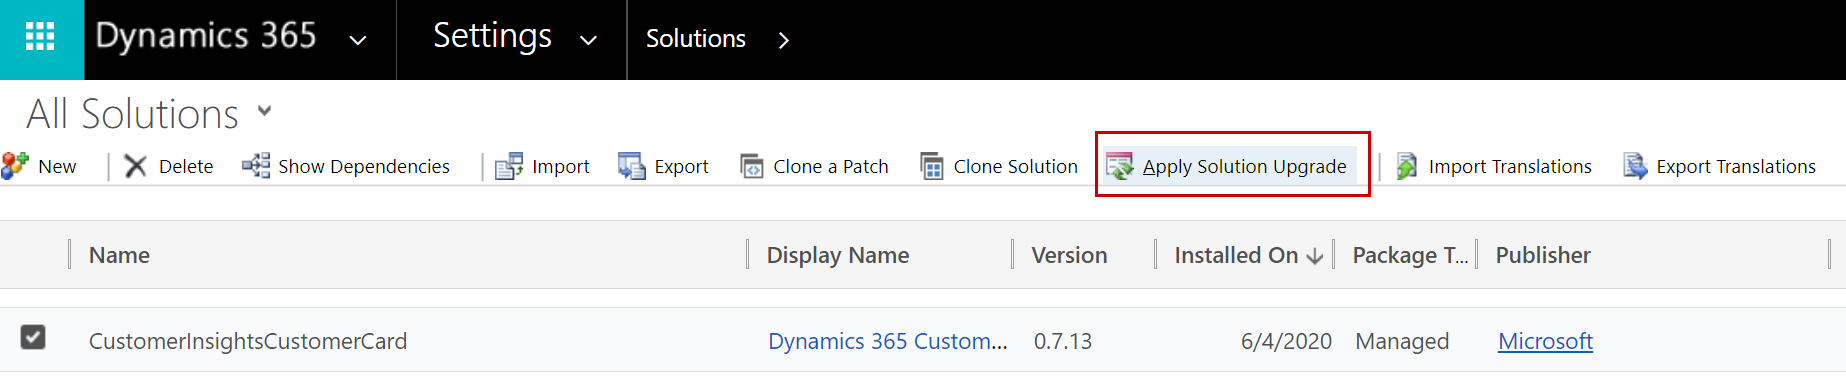 Dynamics 365 Settings Solutions
All Solutions
New Delete Show Dependencies Import Export Clone a Patch Clone Solution Apply Solution Upgrade Import Translations Export Translations
Name Display Name Version Installed On Package T... Publisher
CustomerInsightsCustomerCard Dynamics 365 Custom... 0.7.13 6/4/2020 Managed Microsoft